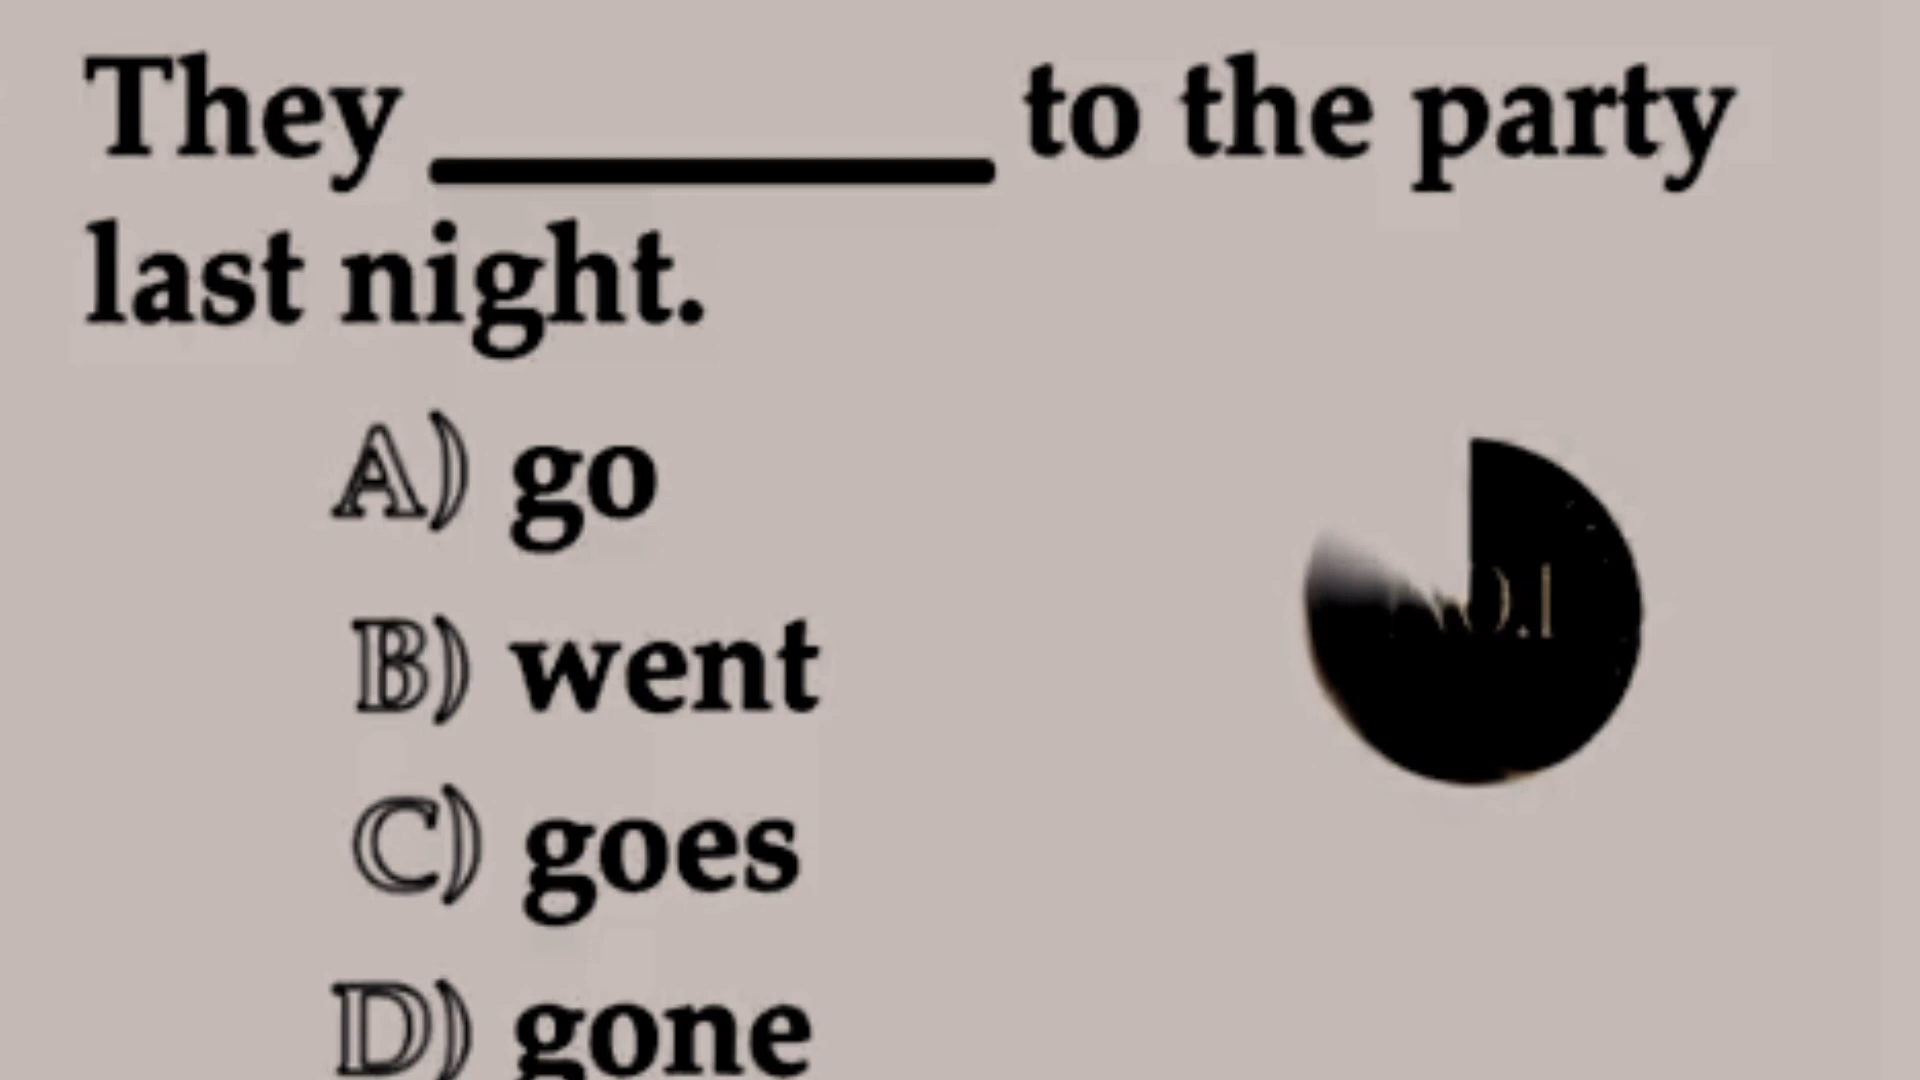 They ________ to the party
last night.
A) go
B) went
C) goes
D) gone